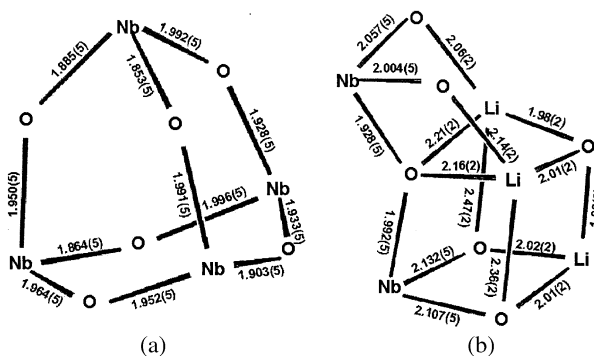 Nb
1.885(5)
1.992(5)
1.853(5)
O
O
O
1.950(5)
1.928(5)
1.991(5)
1.996(5)
Nb
1.933(5)
1.864(5)
O
O
Nb
Nb
1.903(5)
1.964(5)
O
1.952(5)
(a)
O
2.057(5)
2.06(2)
Nb
2.004(5)
O
Li
1.98(2)
1.928(5)
2.21(2)
2.14(2)
O
O
2.16(2)
Li
2.01(2)
1.992(5)
2.47(2)
O
2.02(2)
Li
2.132(5)
2.36(2)
Nb
2.01(2)
2.107(5)
O
(b)